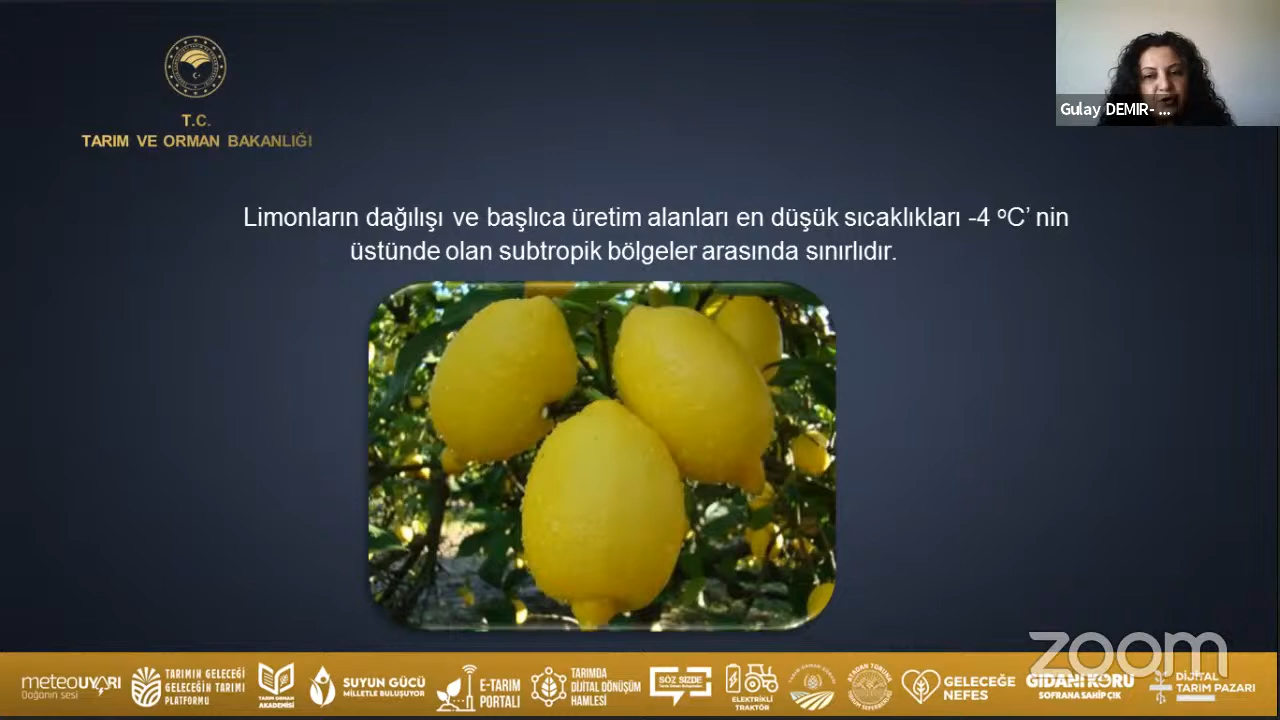 T.C.
TARIM VE ORMAN BAKANLIĞI
Gulay DEMIR- ...
Limonların dağılışı ve başlıca üretim alanları en düşük sıcaklıkları -4 ºC’ nin
üstünde olan subtropik bölgeler arasında sınırlıdır.
zoom
meteoUYARI
Doğanın sesi
TARIMIN GELECEĞİ
GELECEĞİN TARIMI
PLATFORMU
TARIM ORMAN
AKADEMİSİ
SUYUN GÜCÜ
MİLLETLE BULUŞUYOR
E-TARIM
PORTALI
TARIMDA
DİJİTAL DÖNÜŞÜM
HAMLESİ
SÖZ SİZDE
ELEKTRİKLİ
TRAKTÖR
GELECEĞE
NEFES
GIDANI KORU
SOFRANA SAHİP ÇIK
DİJİTAL
TARIM PAZARI